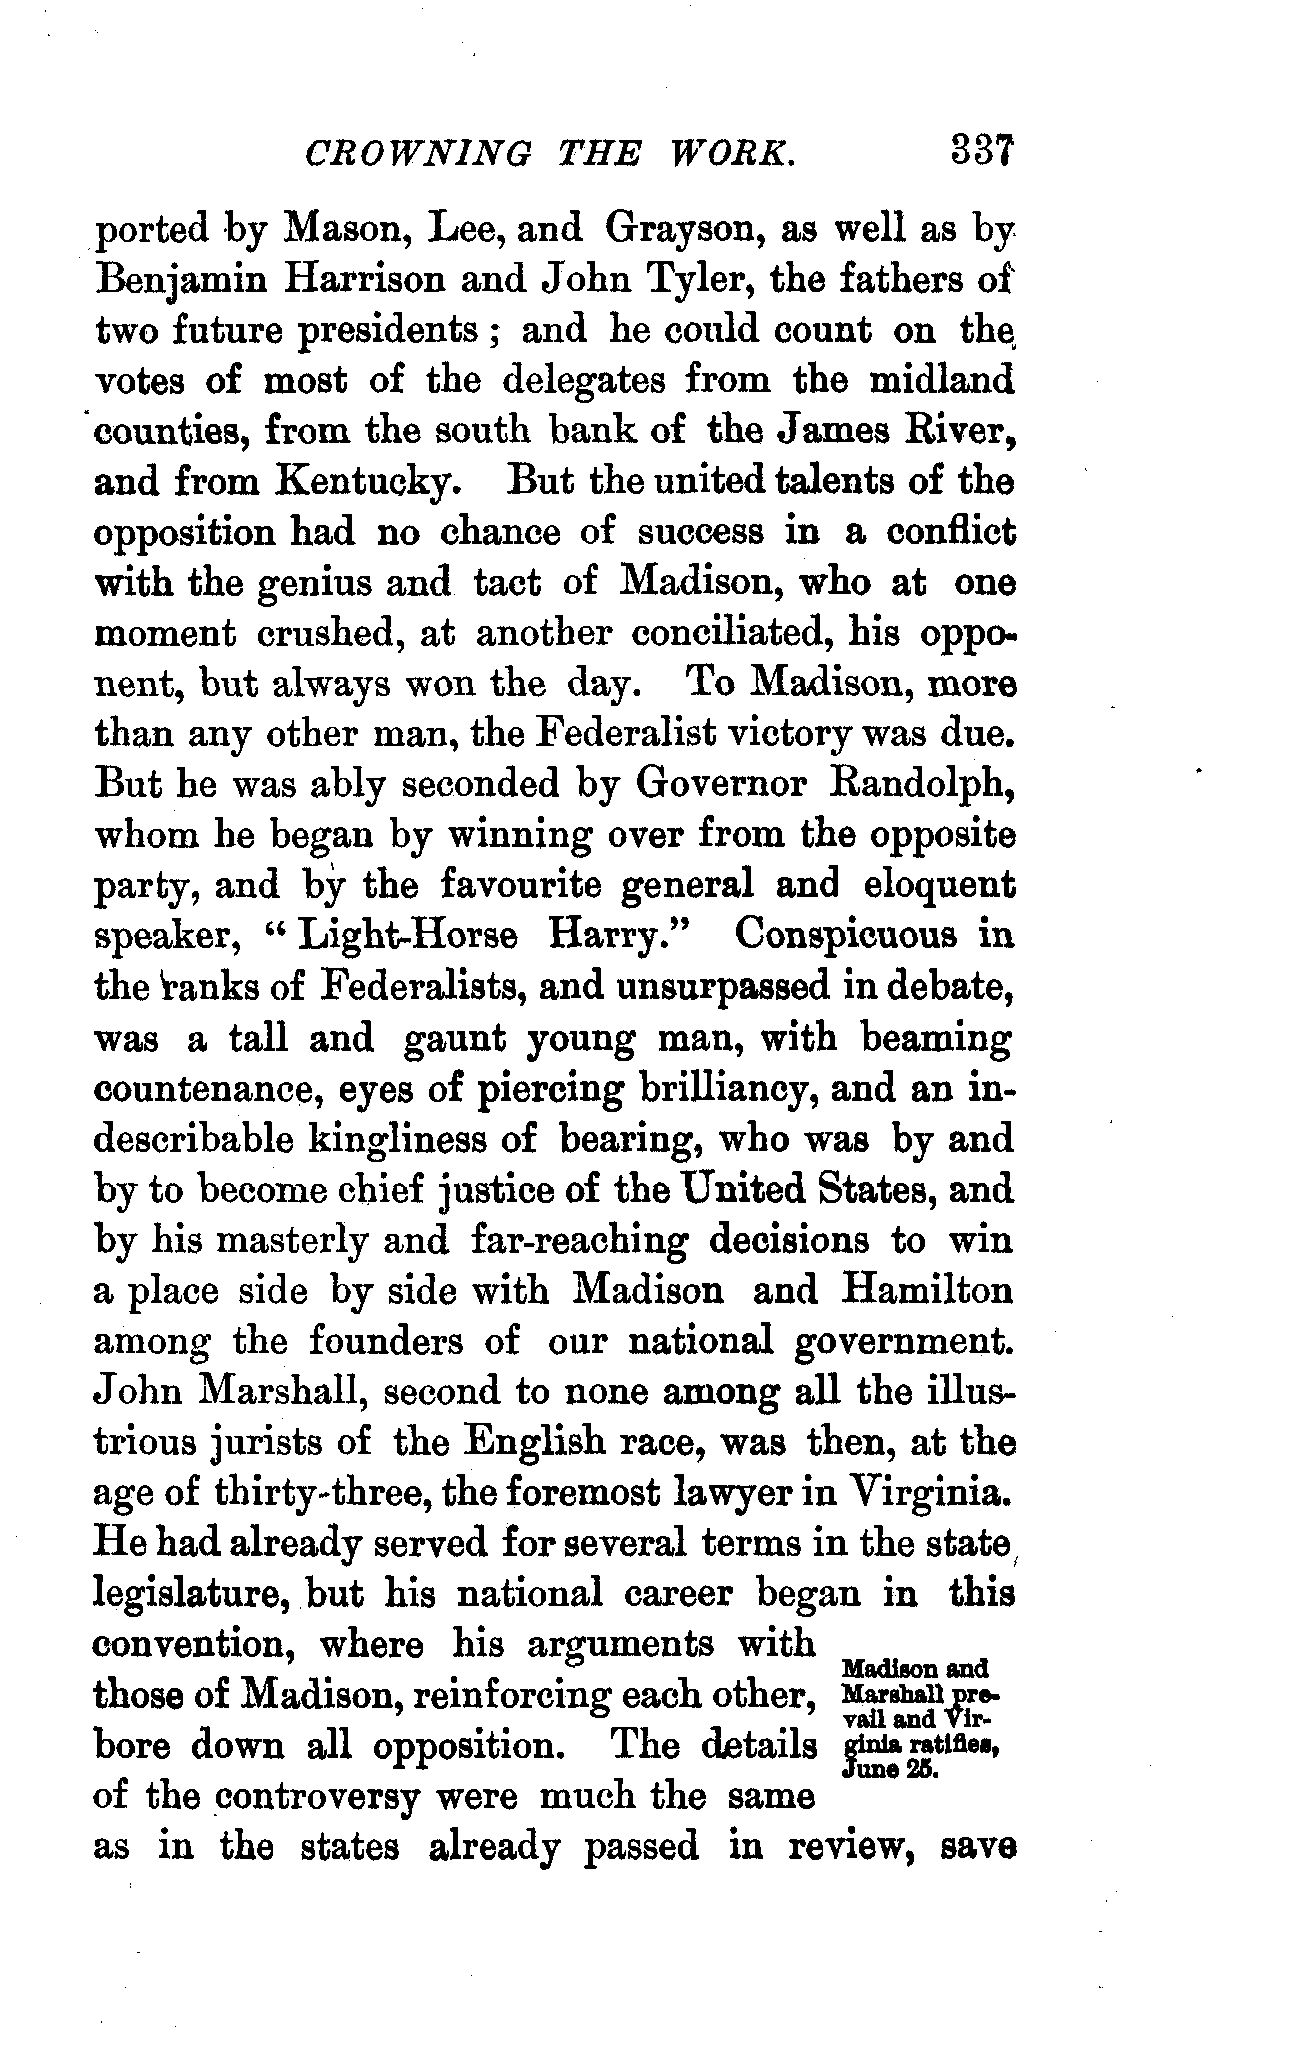 CROWNING THE WORK. 337
ported by Mason, Lee, and Grayson, as well as by
Benjamin Harrison and John Tyler, the fathers of
two future presidents ; and he could count on the
votes of most of the delegates from the midland
counties, from the south bank of the James River,
and from Kentucky. But the united talents of the
opposition had no chance of success in a conflict
with the genius and tact of Madison, who at one
moment crushed, at another conciliated, his oppo-
nent, but always won the day. To Madison, more
than any other man, the Federalist victory was due.
But he was ably seconded by Governor Randolph,
whom he began by winning over from the opposite
party, and by the favourite general and eloquent
speaker, “ Light-Horse Harry.” Conspicuous in
the ranks of Federalists, and unsurpassed in debate,
was a tall and gaunt young man, with beaming
countenance, eyes of piercing brilliancy, and an in-
describable kingliness of bearing, who was by and
by to become chief justice of the United States, and
by his masterly and far-reaching decisions to win
a place side by side with Madison and Hamilton
among the founders of our national government.
John Marshall, second to none among all the illus-
trious jurists of the English race, was then, at the
age of thirty-three, the foremost lawyer in Virginia.
He had already served for several terms in the state
legislature, but his national career began in this
convention, where his arguments with
those of Madison, reinforcing each other,
bore down all opposition. The details
of the controversy were much the same
as in the states already passed in review, save
Madison and
Marshall pre-
vail and Vir-
ginia ratifies,
June 25.